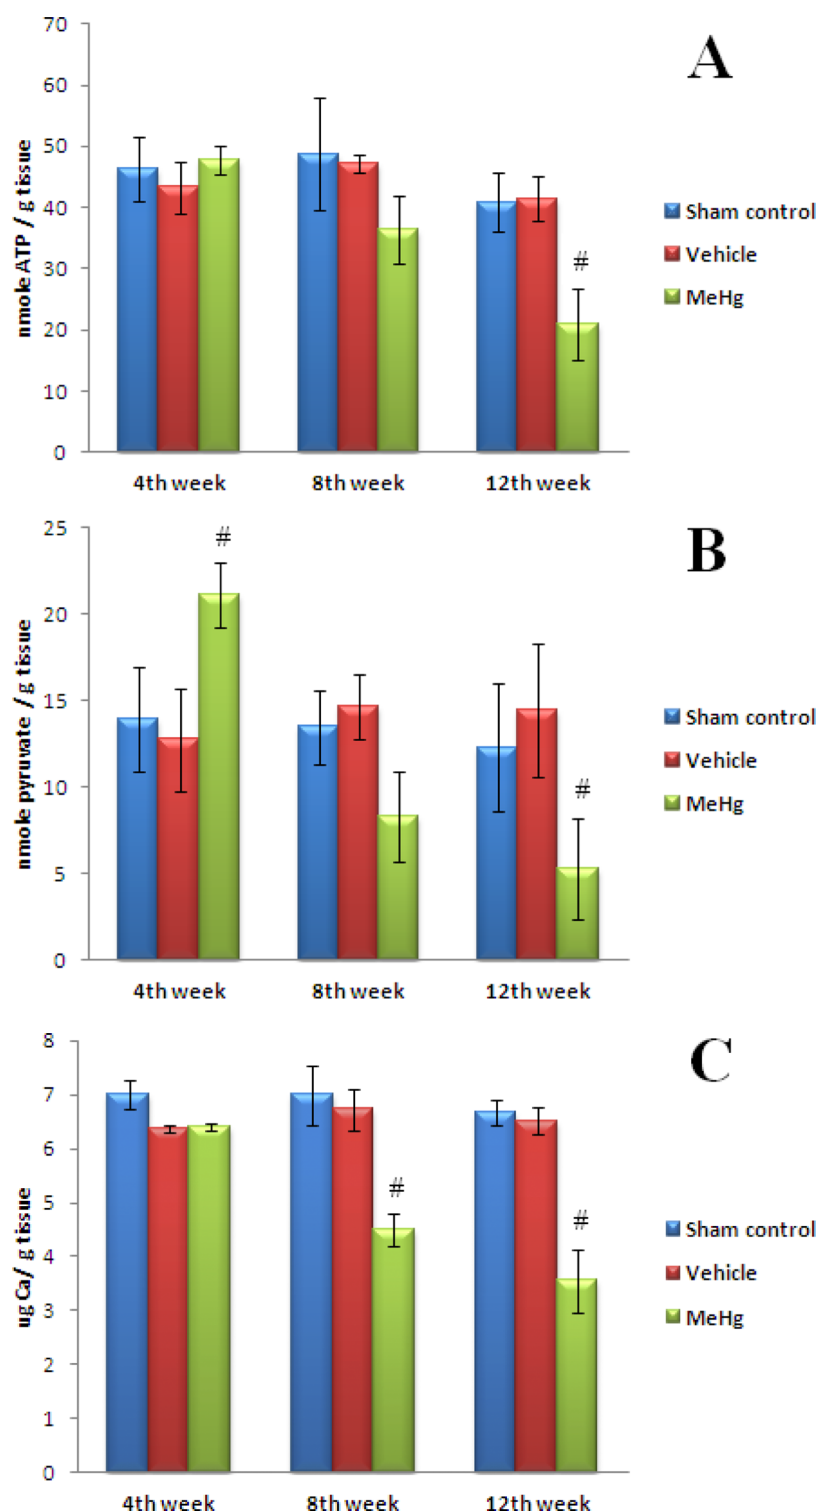 A
70
60
50
40
30
20
10
0
nmole ATP / g tissue
#
4th week
8th week
12th week
Sham control
Vehicle
MeHg
B
25
20
15
10
5
0
nmole pyruvate / g tissue
#
#
4th week
8th week
12th week
Sham control
Vehicle
MeHg
C
8
7
6
5
4
3
2
1
0
ug Ca/ g tissue
#
#
4th week
8th week
12th week
Sham control
Vehicle
MeHg